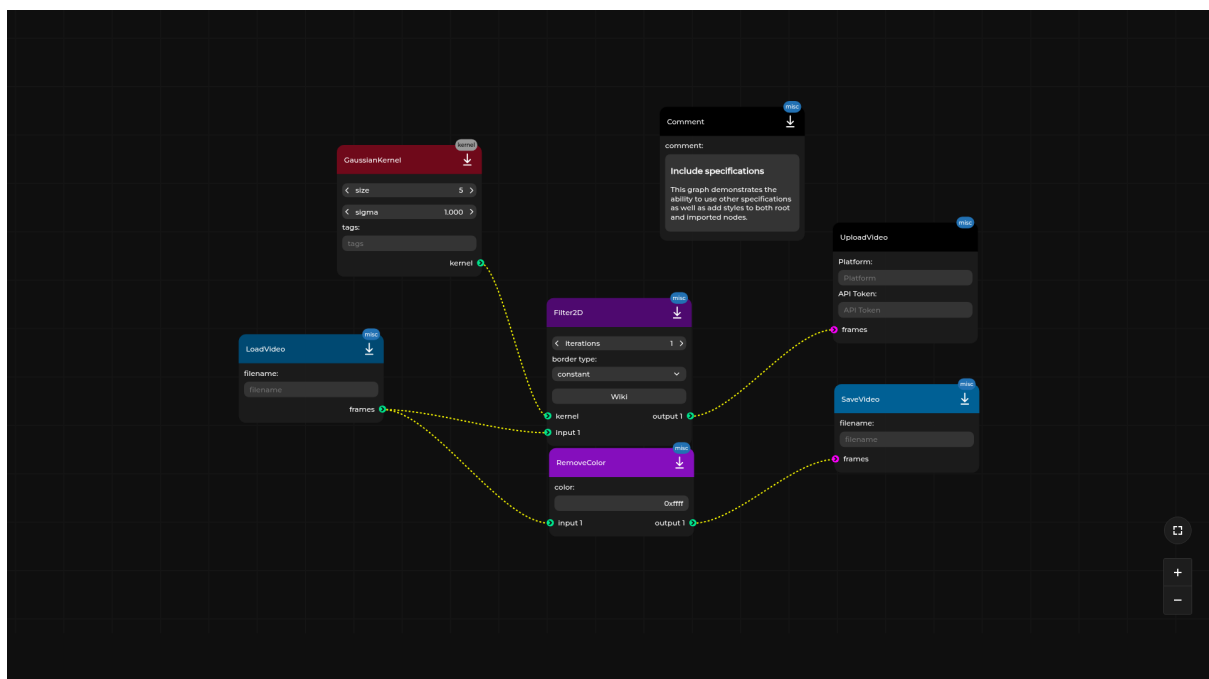 misc
Comment
comment:
Include specifications
This graph demonstrates the
ability to use other specifications
as well as add styles to both root
and imported nodes.
kernel
GaussianKernel
size 5
sigma 1.000
tags:
tags
kernel
misc
UploadVideo
Platform:
Platform
API Token:
API Token
frames
misc
Filter2D
iterations 1
border type:
constant
Wiki
kernel output 1
input 1
misc
LoadVideo
filename:
filename
frames
misc
SaveVideo
filename:
filename
frames
misc
RemoveColor
color:
0xffff
input 1 output 1